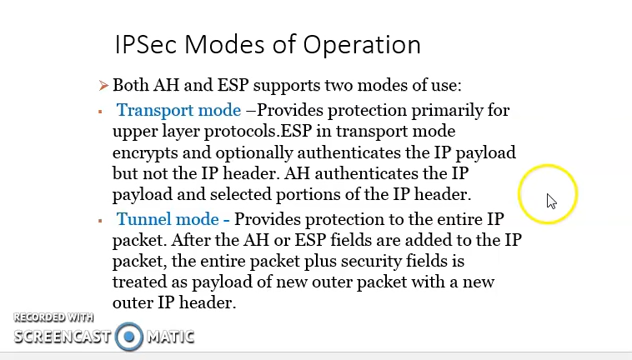 IPSec Modes of Operation
➢ Both AH and ESP supports two modes of use:
▪ Transport mode –Provides protection primarily for
upper layer protocols.ESP in transport mode
encrypts and optionally authenticates the IP payload
but not the IP header. AH authenticates the IP
payload and selected portions of the IP header.
▪ Tunnel mode - Provides protection to the entire IP
packet. After the AH or ESP fields are added to the IP
packet, the entire packet plus security fields is
treated as payload of new outer packet with a new
outer IP header.
RECORDED WITH
SCREENCAST MATIC